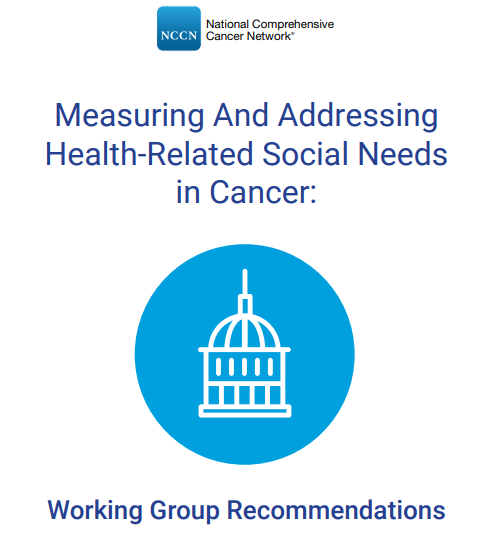 NCCN
National Comprehensive
Cancer Network®
Measuring And Addressing
Health-Related Social Needs
in Cancer:
Working Group Recommendations